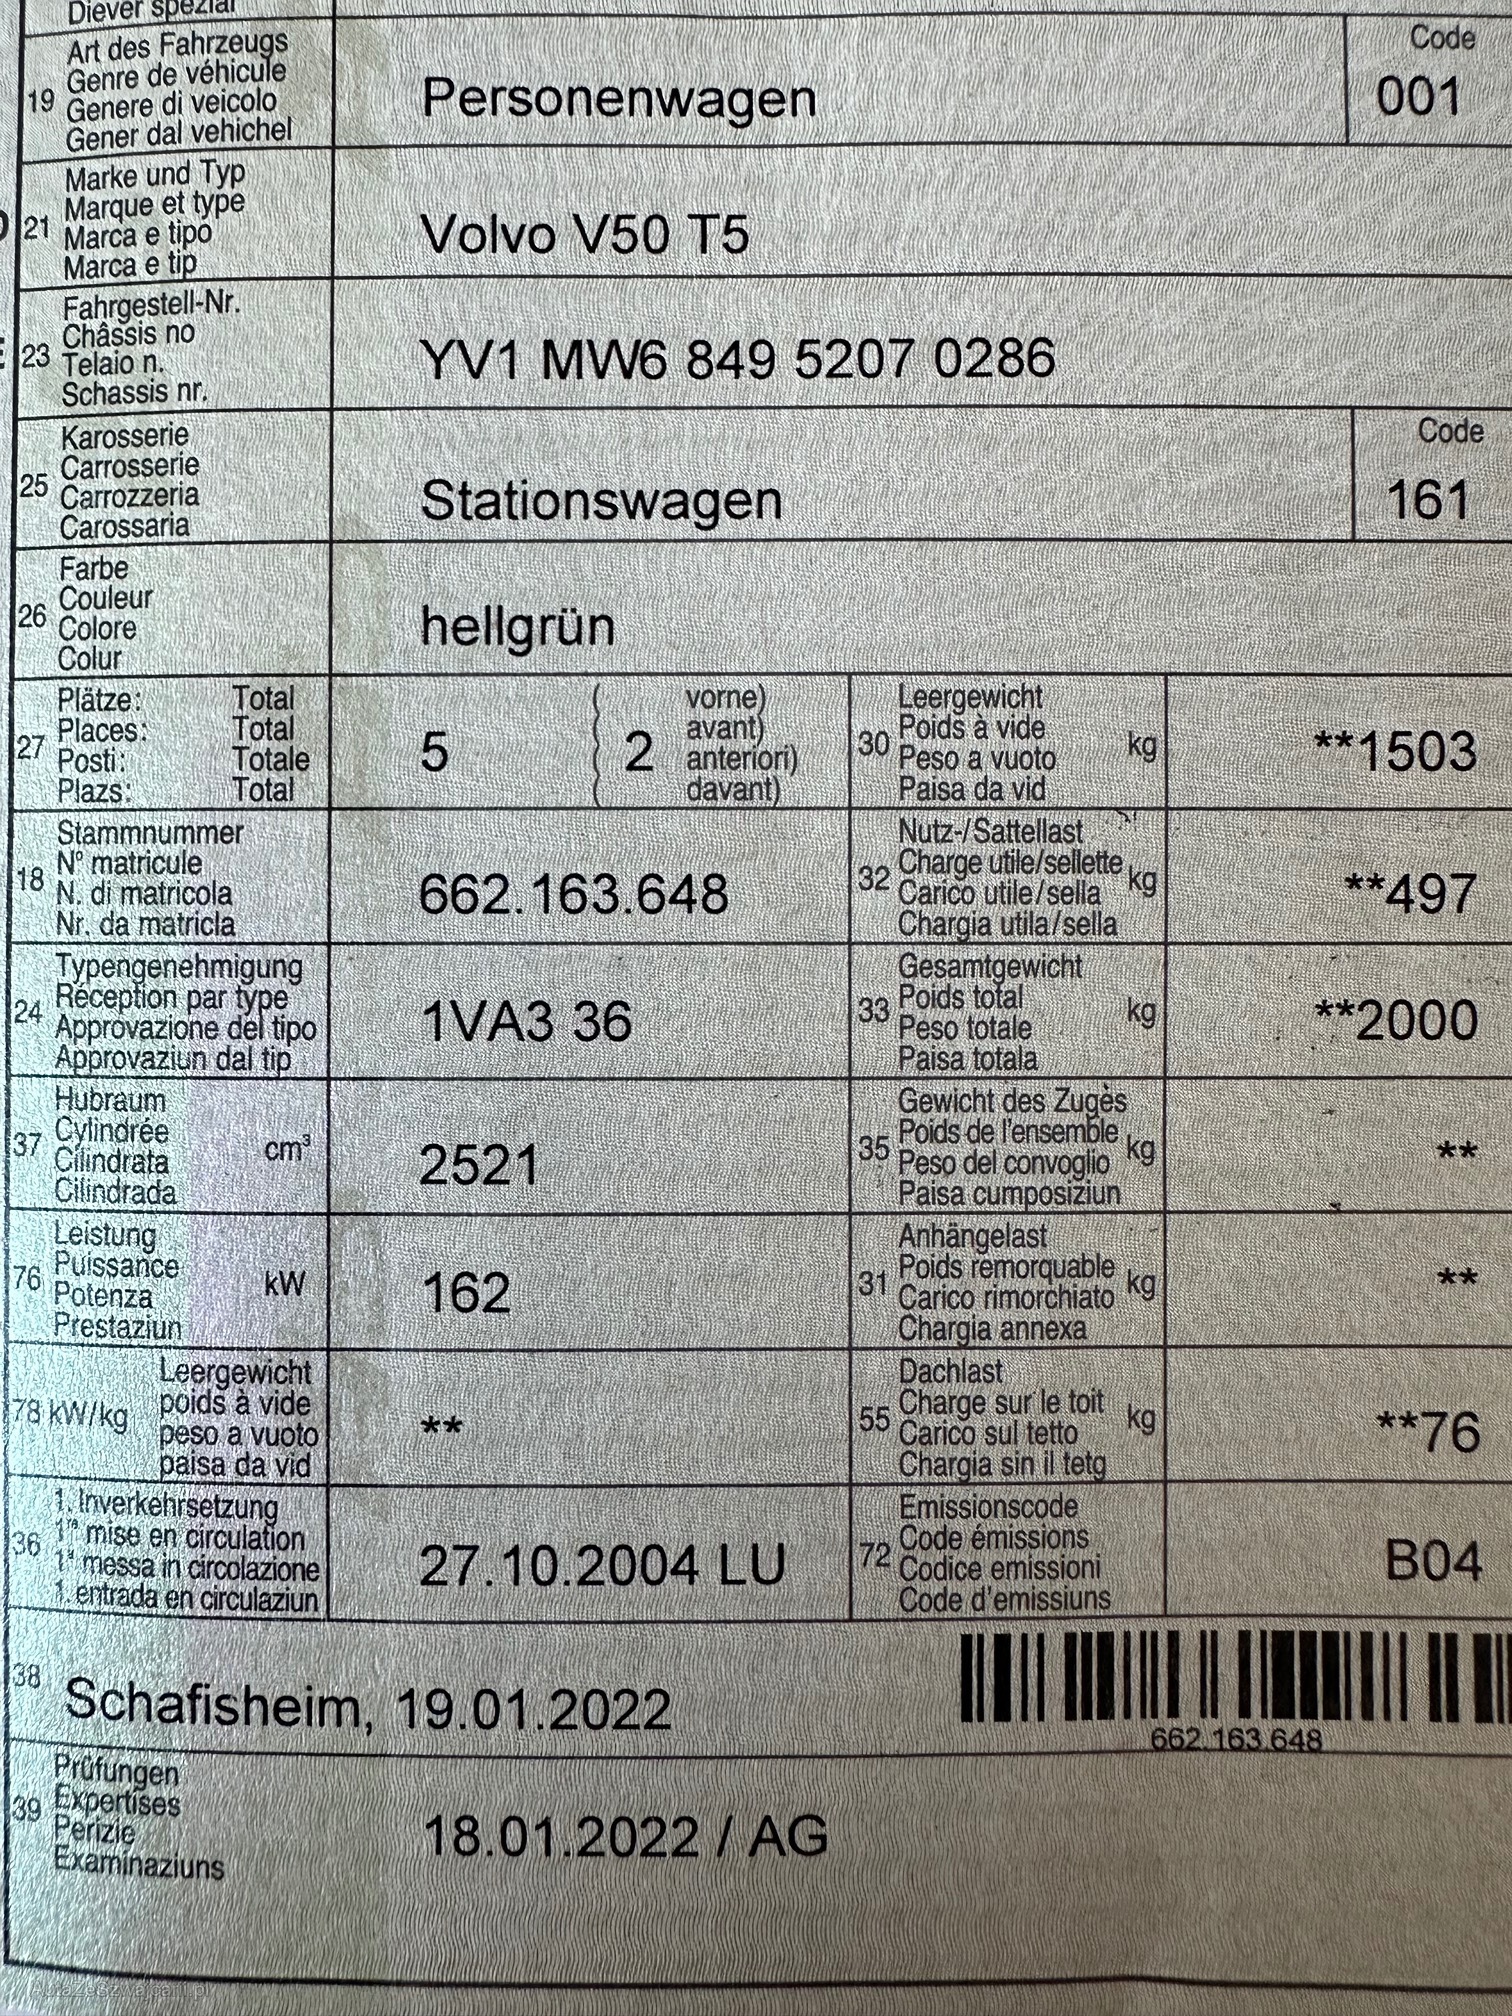 Diever spezial
19 Art des Fahrzeugs
Genre de véhicule
Genere di veicolo
Gener dal vehichel
Personenwagen
Code
001
21 Marke und Typ
Marque et type
Marca e tipo
Marca e tip
Volvo V50 T5
23 Fahrgestell-Nr.
Châssis no
Telaio n.
Schassis nr.
YV1 MW6 849 5207 0286
25 Karosserie
Carrosserie
Carrozzeria
Carossaria
Stationswagen
Code
161
26 Farbe
Couleur
Colore
Colur
hellgrün
27 Plätze: Total
Places: Total
Posti: Totale
Plazs: Total
5 ( 2 vorne)
avant)
anteriori)
davant)
30 Leergewicht
Poids à vide
Peso a vuoto
Paisa da vid
kg
**1503
18 Stammnummer
N° matricule
N. di matricola
Nr. da matricla
662.163.648
32 Nutz-/Sattellast
Charge utile/sellette
Carico utile/sella
Chargia utila/sella
kg
**497
24 Typengenehmigung
Réception par type
Approvazione del tipo
Approvaziun dal tip
1VA3 36
33 Gesamtgewicht
Poids total
Peso totale
Paisa totala
kg
**2000
37 Hubraum
Cylindrée
Cilindrata
Cilindrada
cm³
2521
35 Gewicht des Zuges
Poids de l'ensemble
Peso del convoglio
Paisa cumposiziun
kg
**
76 Leistung
Puissance
Potenza
Prestaziun
kW
162
31 Anhängelast
Poids remorquable
Carico rimorchiato
Chargia annexa
kg
**
78 kW/kg
Leergewicht
poids à vide
peso a vuoto
paisa da vid
**
55 Dachlast
Charge sur le toit
Carico sul tetto
Chargia sin il tetg
kg
**76
36 1. Inverkehrsetzung
1re mise en circulation
1a messa in circolazione
1. entrada en circulaziun
27.10.2004 LU
72 Emissionscode
Code émissions
Codice emissioni
Code d'emissiuns
B04
38 Schafisheim, 19.01.2022
662.163.648
39 Prüfungen
Expertises
Perizie
Examinaziuns
18.01.2022 / AG
AutaZeSzwajcarii.pl